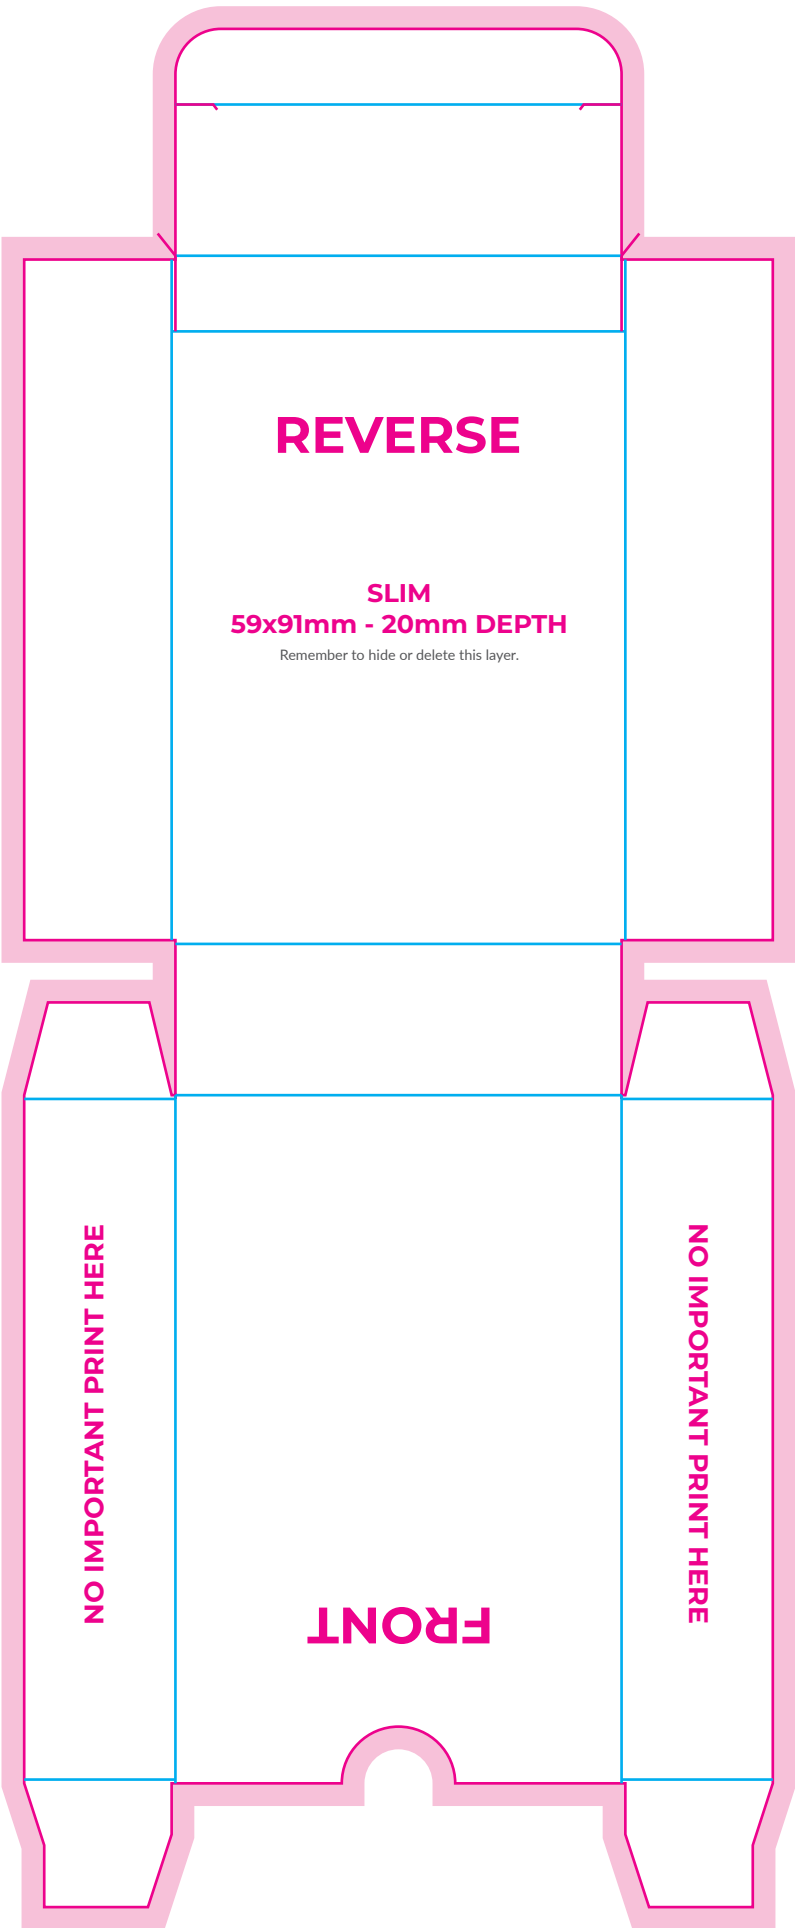 REVERSE
SLIM
59x91mm - 20mm DEPTH
Remember to hide or delete this layer.
NO IMPORTANT PRINT HERE
NO IMPORTANT PRINT HERE
FRONT